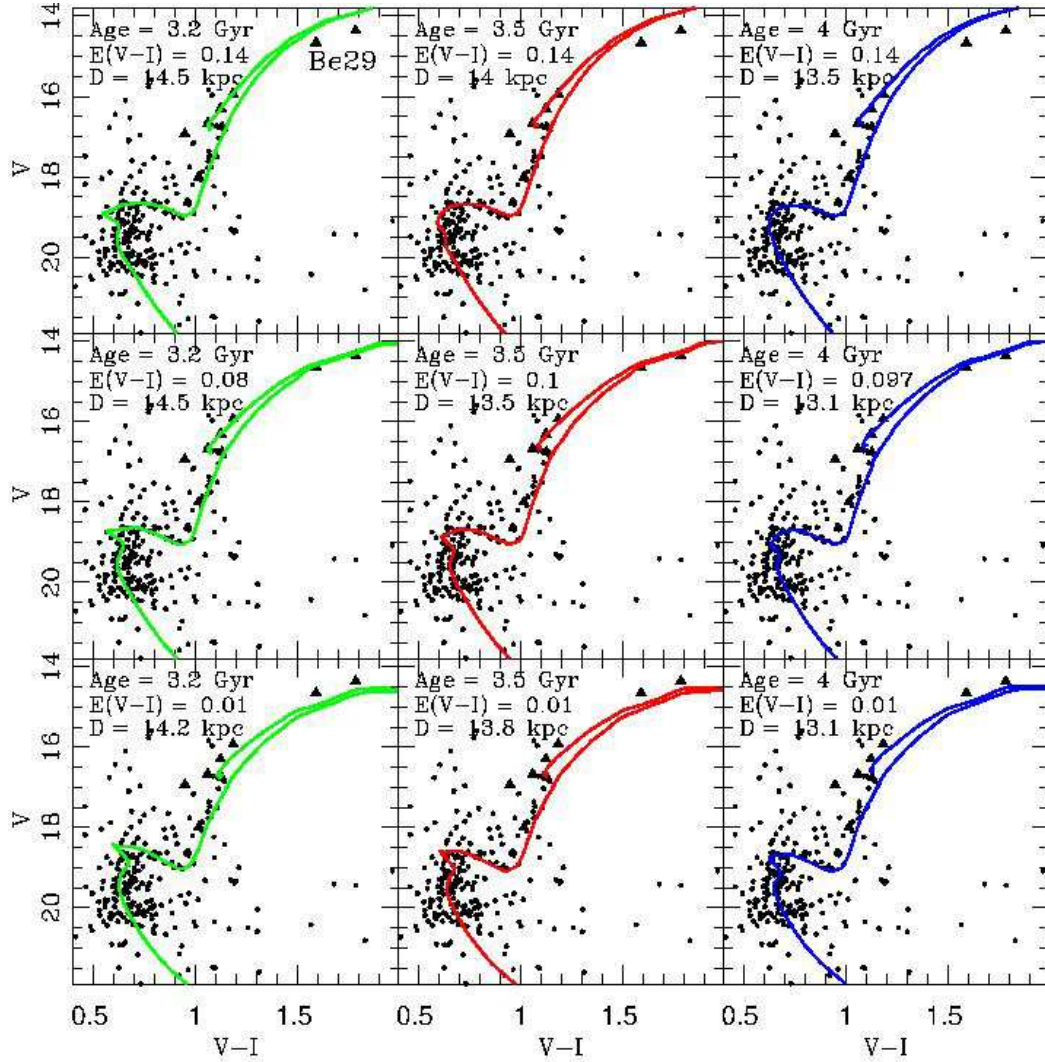 14
16
18
20
V
Age = 3.2 Gyr
E(V−I) = 0.14
D = 14.5 kpc
Be29
Age = 3.5 Gyr
E(V−I) = 0.14
D = 14 kpc
Age = 4 Gyr
E(V−I) = 0.14
D = 13.5 kpc
14
16
18
20
V
Age = 3.2 Gyr
E(V−I) = 0.08
D = 14.5 kpc
Age = 3.5 Gyr
E(V−I) = 0.1
D = 13.5 kpc
Age = 4 Gyr
E(V−I) = 0.097
D = 13.1 kpc
14
16
18
20
V
Age = 3.2 Gyr
E(V−I) = 0.01
D = 14.2 kpc
Age = 3.5 Gyr
E(V−I) = 0.01
D = 13.8 kpc
Age = 4 Gyr
E(V−I) = 0.01
D = 13.1 kpc
0.5 1 1.5
0.5 1 1.5
0.5 1 1.5
V−I
V−I
V−I